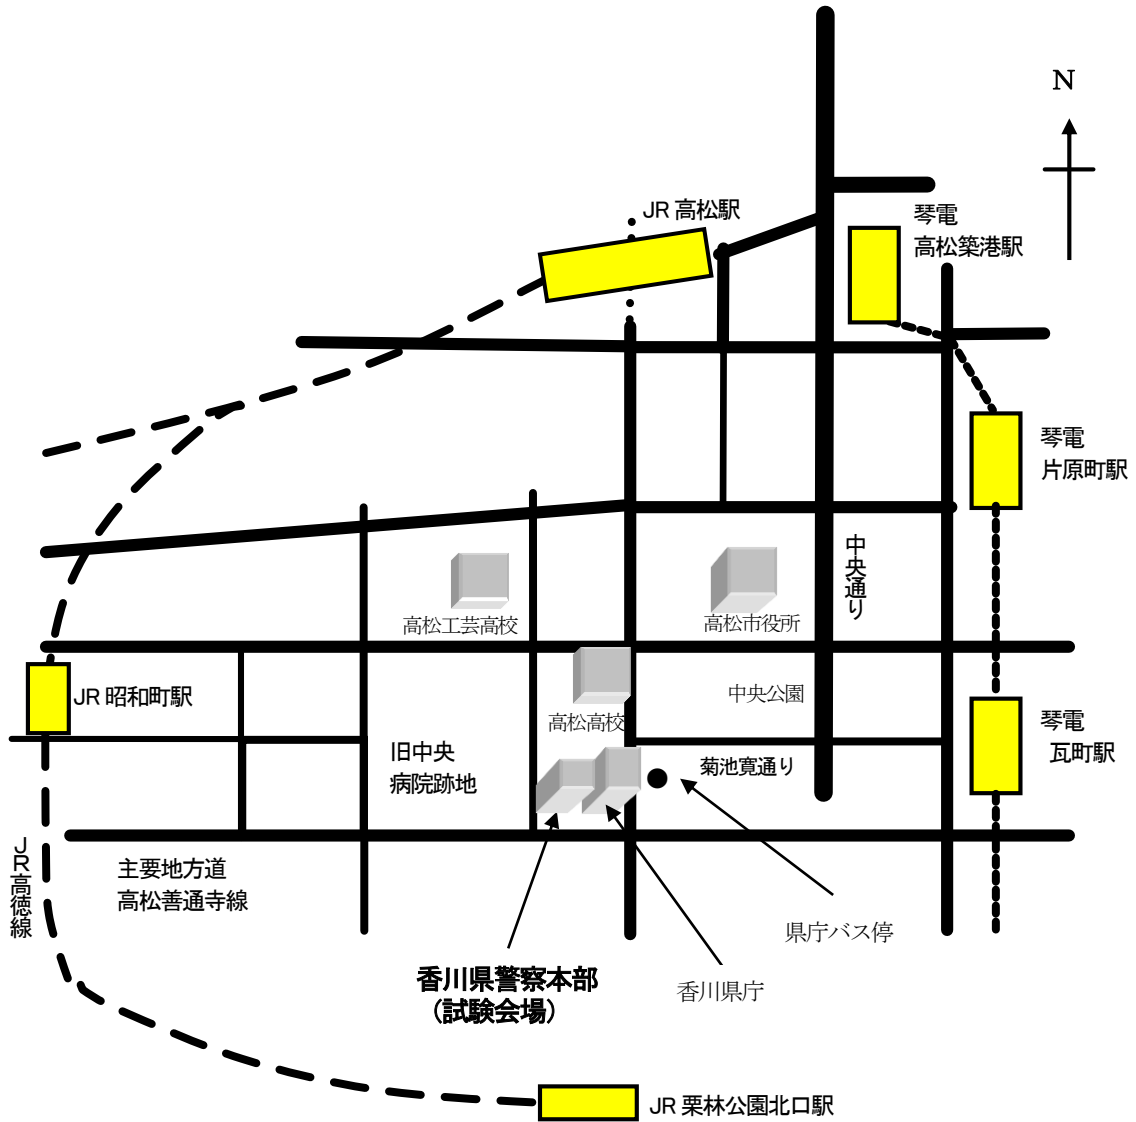 N
JR 高松駅
琴電
高松築港駅
琴電
片原町駅
中央通り
高松工芸高校
高松市役所
JR 昭和町駅
中央公園
高松高校
琴電
瓦町駅
旧中央
病院跡地
菊池寛通り
JR高徳線
主要地方道
高松善通寺線
県庁バス停
香川県警察本部
（試験会場）
香川県庁
JR 栗林公園北口駅